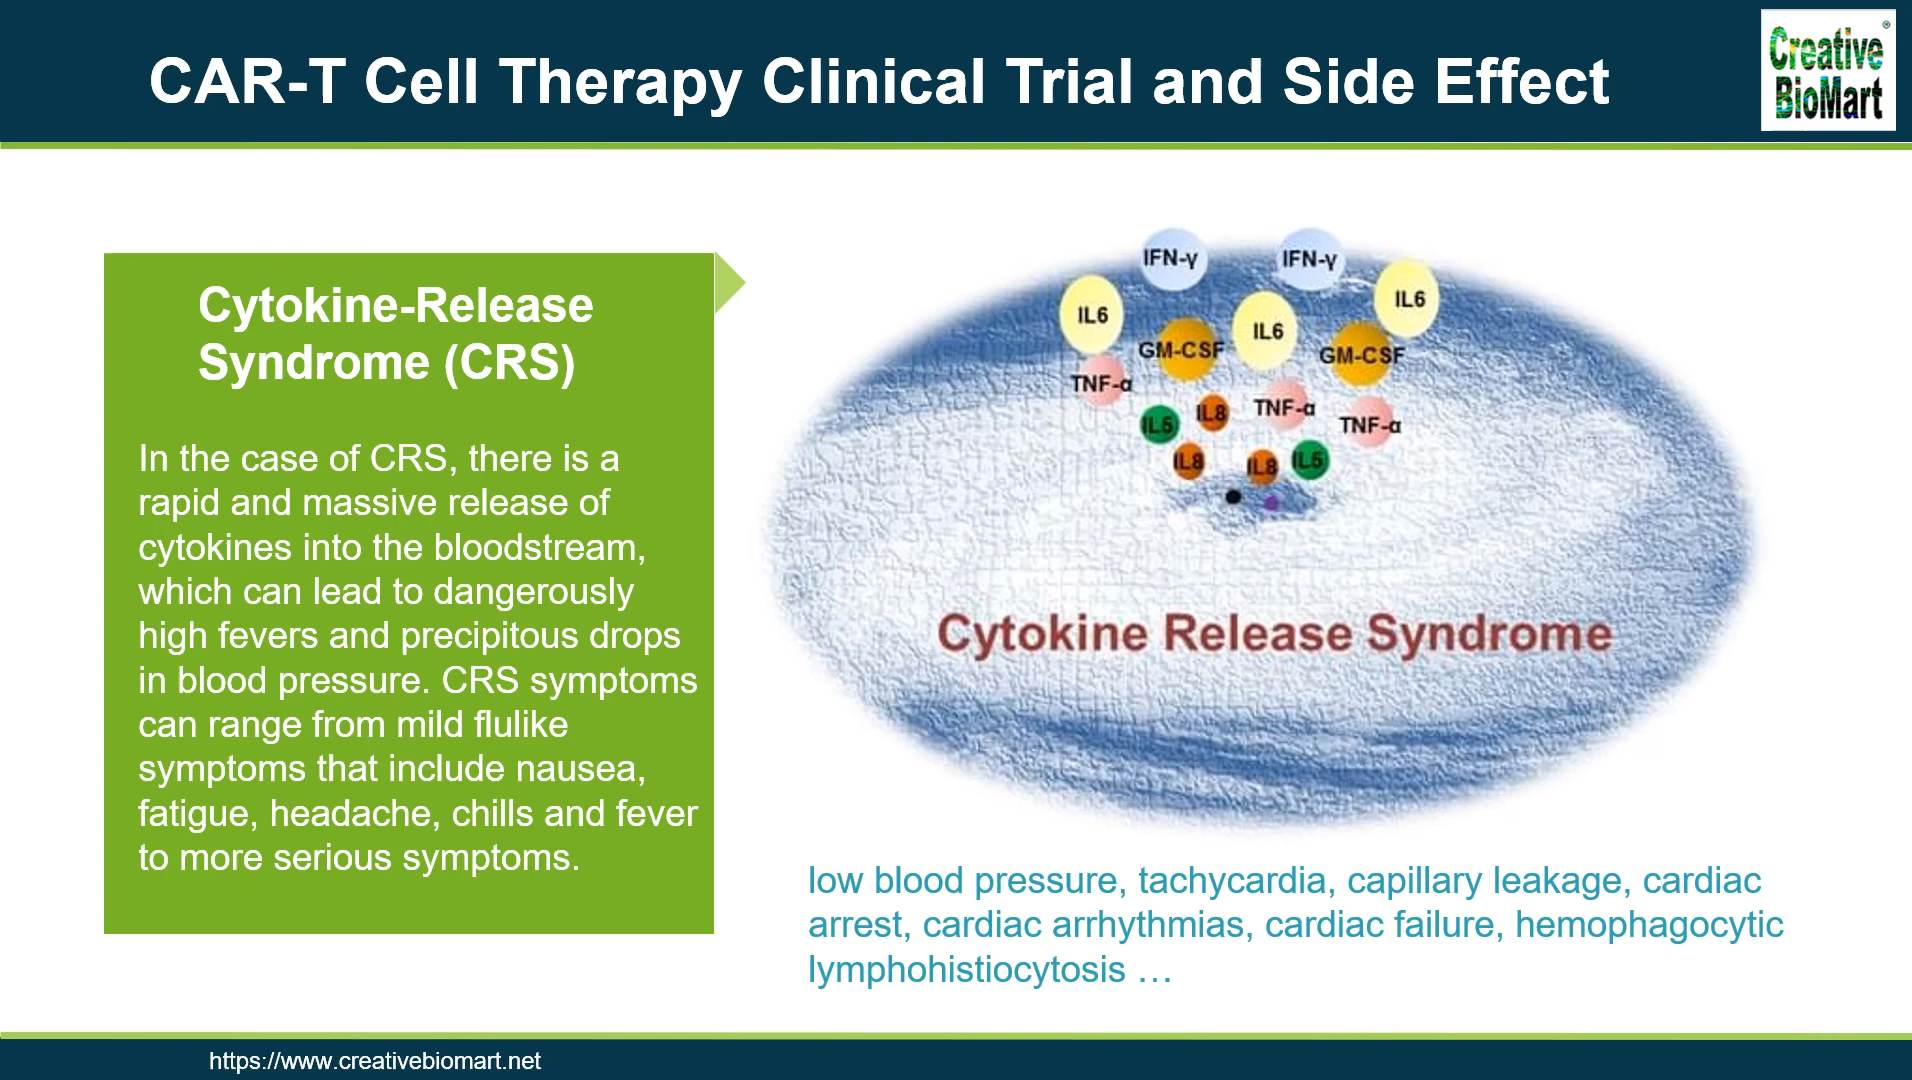 CAR-T Cell Therapy Clinical Trial and Side Effect
Creative®
BioMart
Cytokine-Release
Syndrome (CRS)
In the case of CRS, there is a
rapid and massive release of
cytokines into the bloodstream,
which can lead to dangerously
high fevers and precipitous drops
in blood pressure. CRS symptoms
can range from mild flulike
symptoms that include nausea,
fatigue, headache, chills and fever
to more serious symptoms.
IFN-γ
IFN-γ
IL6
IL6
IL6
GM-CSF
GM-CSF
TNF-α
TNF-α
TNF-α
IL5
IL8
IL8
IL8
IL5
Cytokine Release Syndrome
low blood pressure, tachycardia, capillary leakage, cardiac
arrest, cardiac arrhythmias, cardiac failure, hemophagocytic
lymphohistiocytosis …
https://www.creativebiomart.net